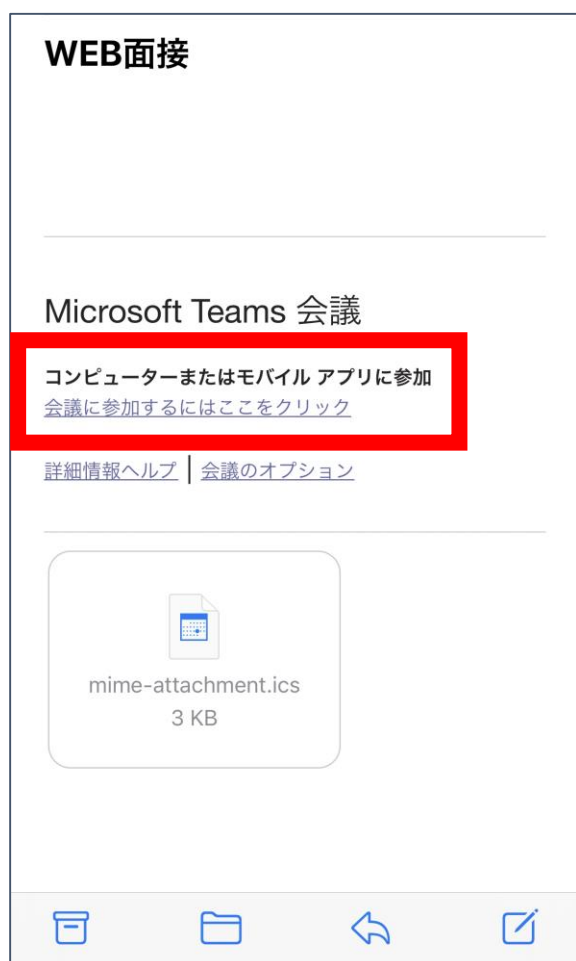 WEB面接
Microsoft Teams 会議
コンピューターまたはモバイル アプリに参加
会議に参加するにはここをクリック
詳細情報ヘルプ | 会議のオプション
mime-attachment.ics
3 KB